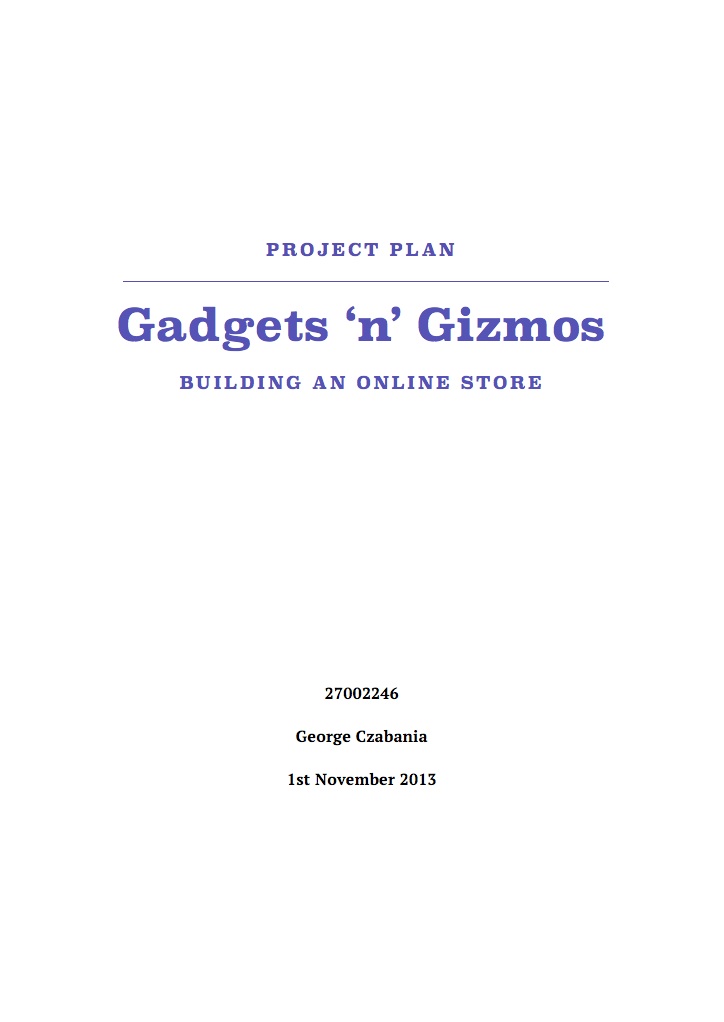 PROJECT PLAN
Gadgets ‘n’ Gizmos
BUILDING AN ONLINE STORE
27002246
George Czabania
1st November 2013